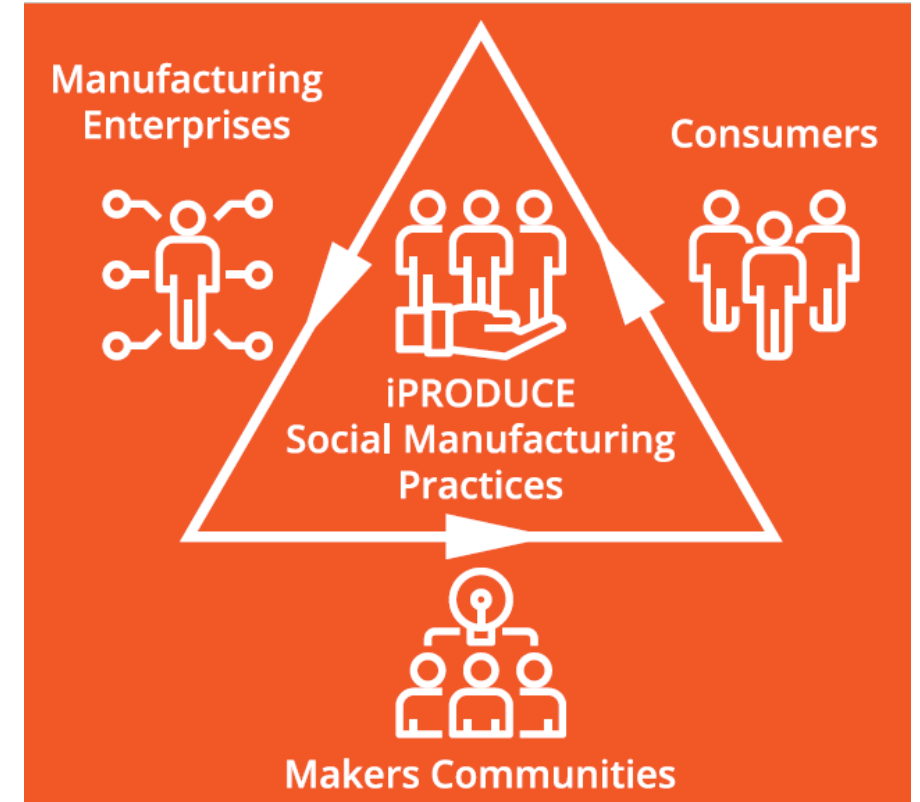 Manufacturing
Enterprises
Consumers
iPRODUCE
Social Manufacturing
Practices
Makers Communities